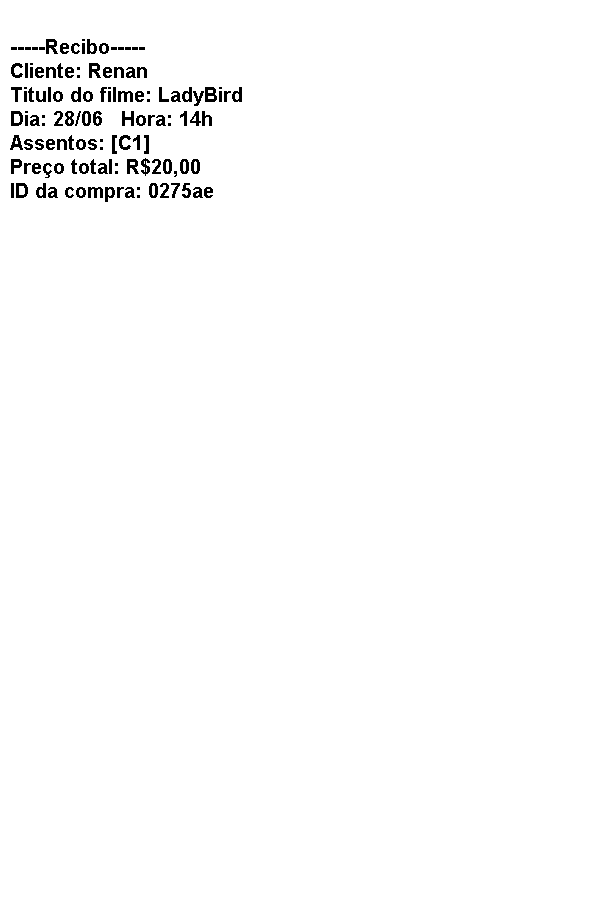 -----Recibo-----
Cliente: Renan
Titulo do filme: LadyBird
Dia: 28/06   Hora: 14h
Assentos: [C1]
Preço total: R$20,00
ID da compra: 0275ae